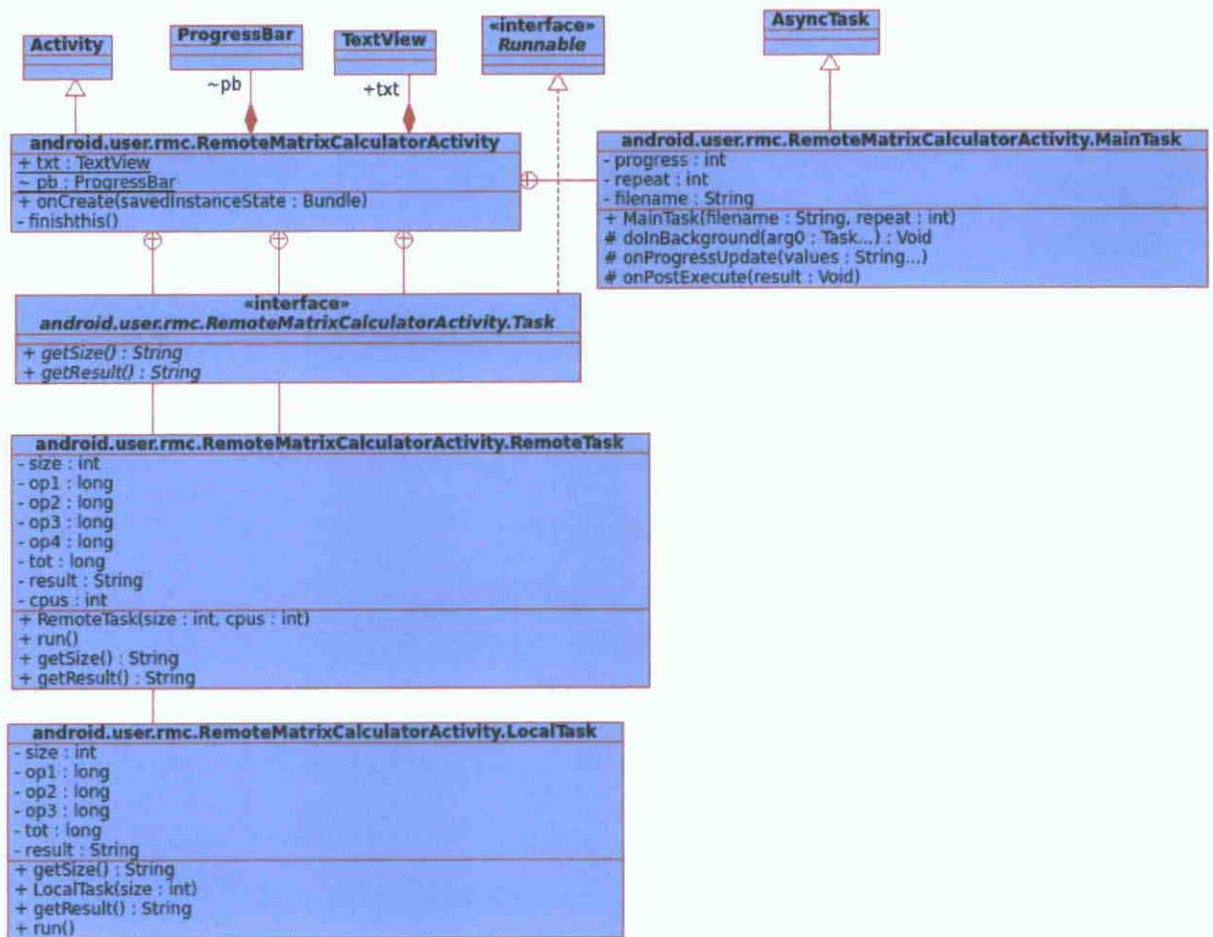 Activity
ProgressBar
TextView
«interface»
Runnable
AsyncTask
~pb
+txt
android.user.rmc.RemoteMatrixCalculatorActivity
+ txt : TextView
~ pb : ProgressBar
+ onCreate(savedInstanceState : Bundle)
- finishthis()
android.user.rmc.RemoteMatrixCalculatorActivity.MainTask
- progress : int
- repeat : int
- filename : String
+ MainTask(filename : String, repeat : int)
# doInBackground(arg0 : Task...) : Void
# onProgressUpdate(values : String...)
# onPostExecute(result : Void)
«interface»
android.user.rmc.RemoteMatrixCalculatorActivity.Task
+ getSize() : String
+ getResult() : String
android.user.rmc.RemoteMatrixCalculatorActivity.RemoteTask
- size : int
- op1 : long
- op2 : long
- op3 : long
- op4 : long
- tot : long
- result : String
- cpus : int
+ RemoteTask(size : int, cpus : int)
+ run()
+ getSize() : String
+ getResult() : String
android.user.rmc.RemoteMatrixCalculatorActivity.LocalTask
- size : int
- op1 : long
- op2 : long
- op3 : long
- tot : long
- result : String
+ getSize() : String
+ LocalTask(size : int)
+ getResult() : String
+ run()